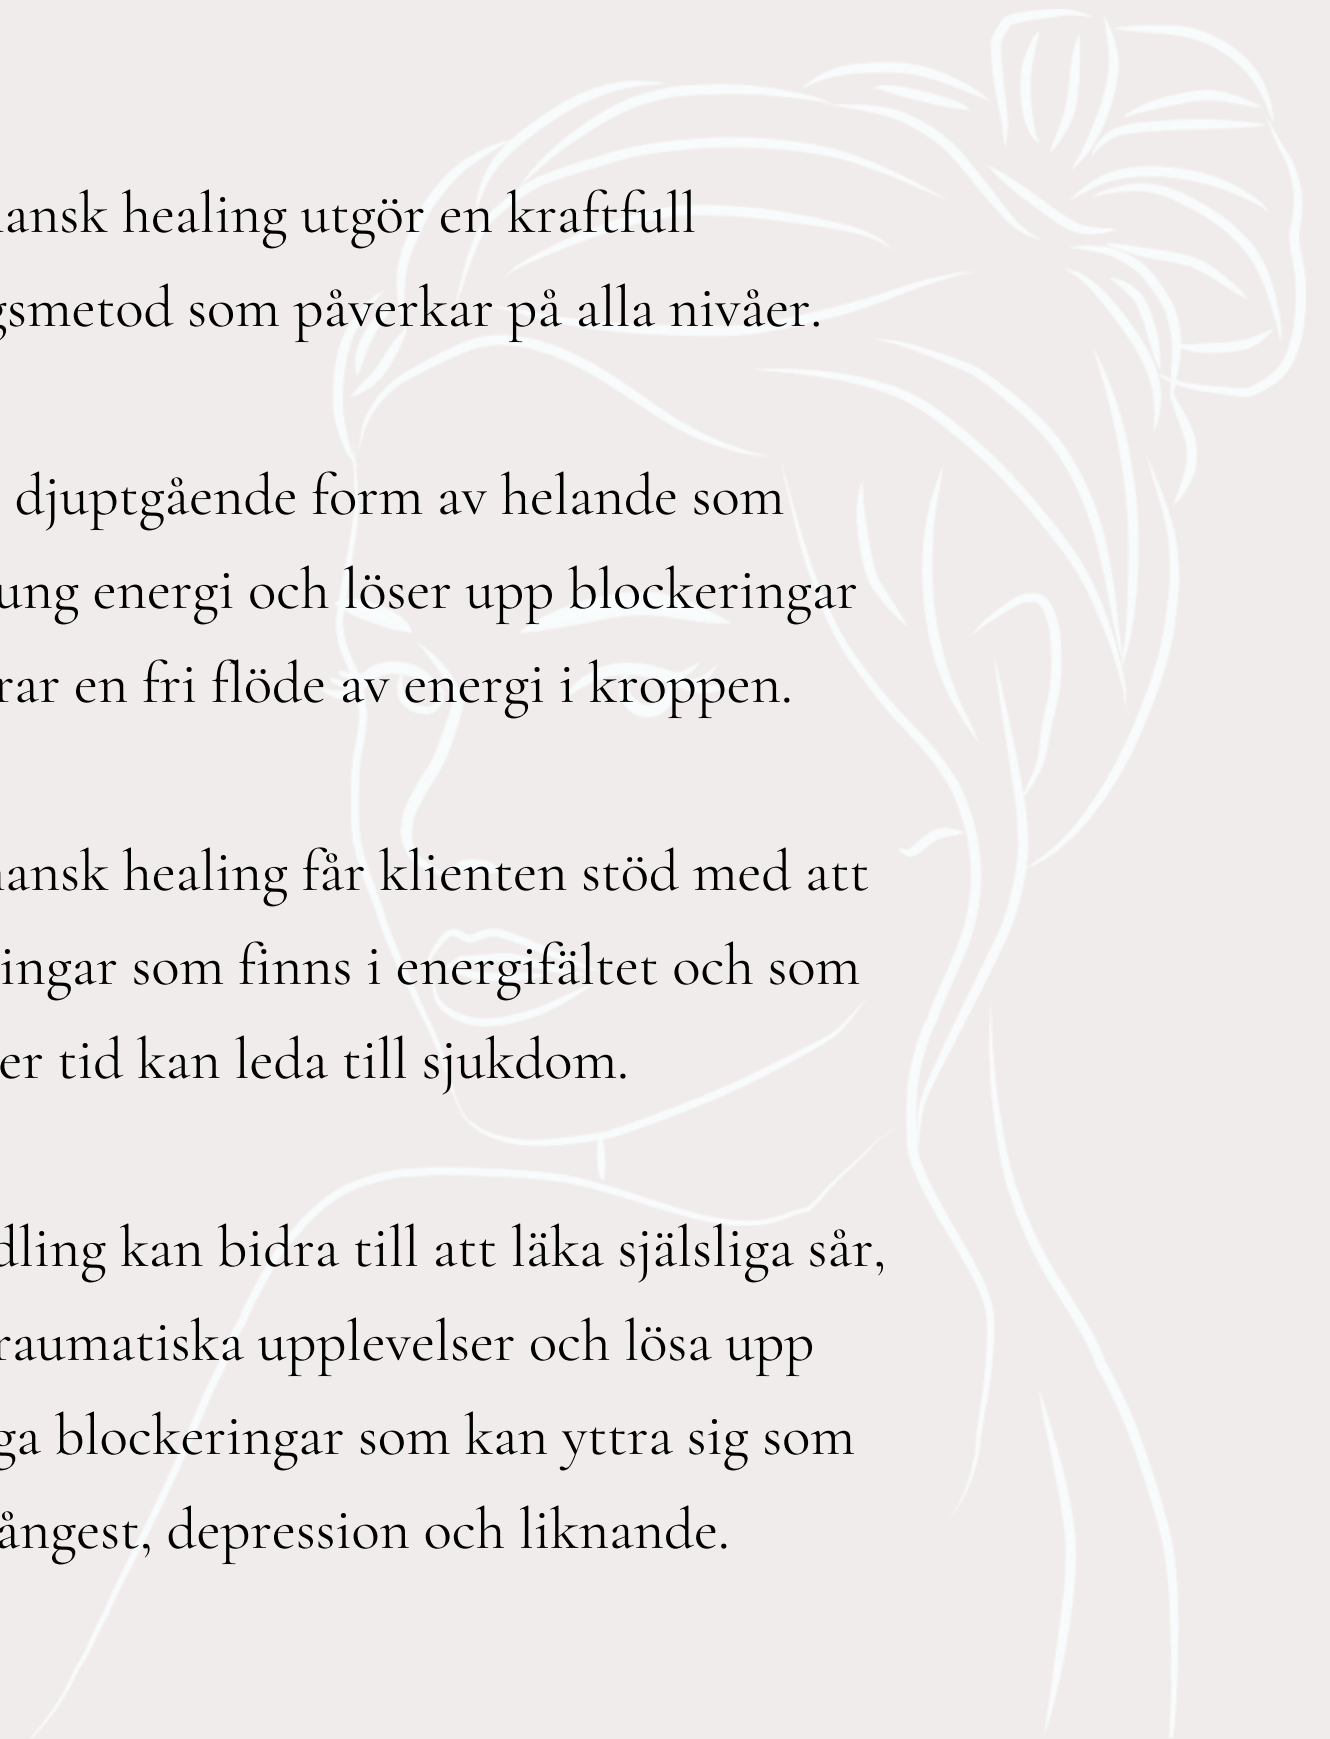 ansk healing utgör en kraftfull
gsmetod som påverkar på alla nivåer.
djuptgående form av helande som
ung energi och löser upp blockeringar
rar en fri flöde av energi i kroppen.
ansk healing får klienten stöd med att
ingar som finns i energifältet och som
er tid kan leda till sjukdom.
dling kan bidra till att läka själsliga sår,
raumatiska upplevelser och lösa upp
ga blockeringar som kan yttra sig som
ångest, depression och liknande.